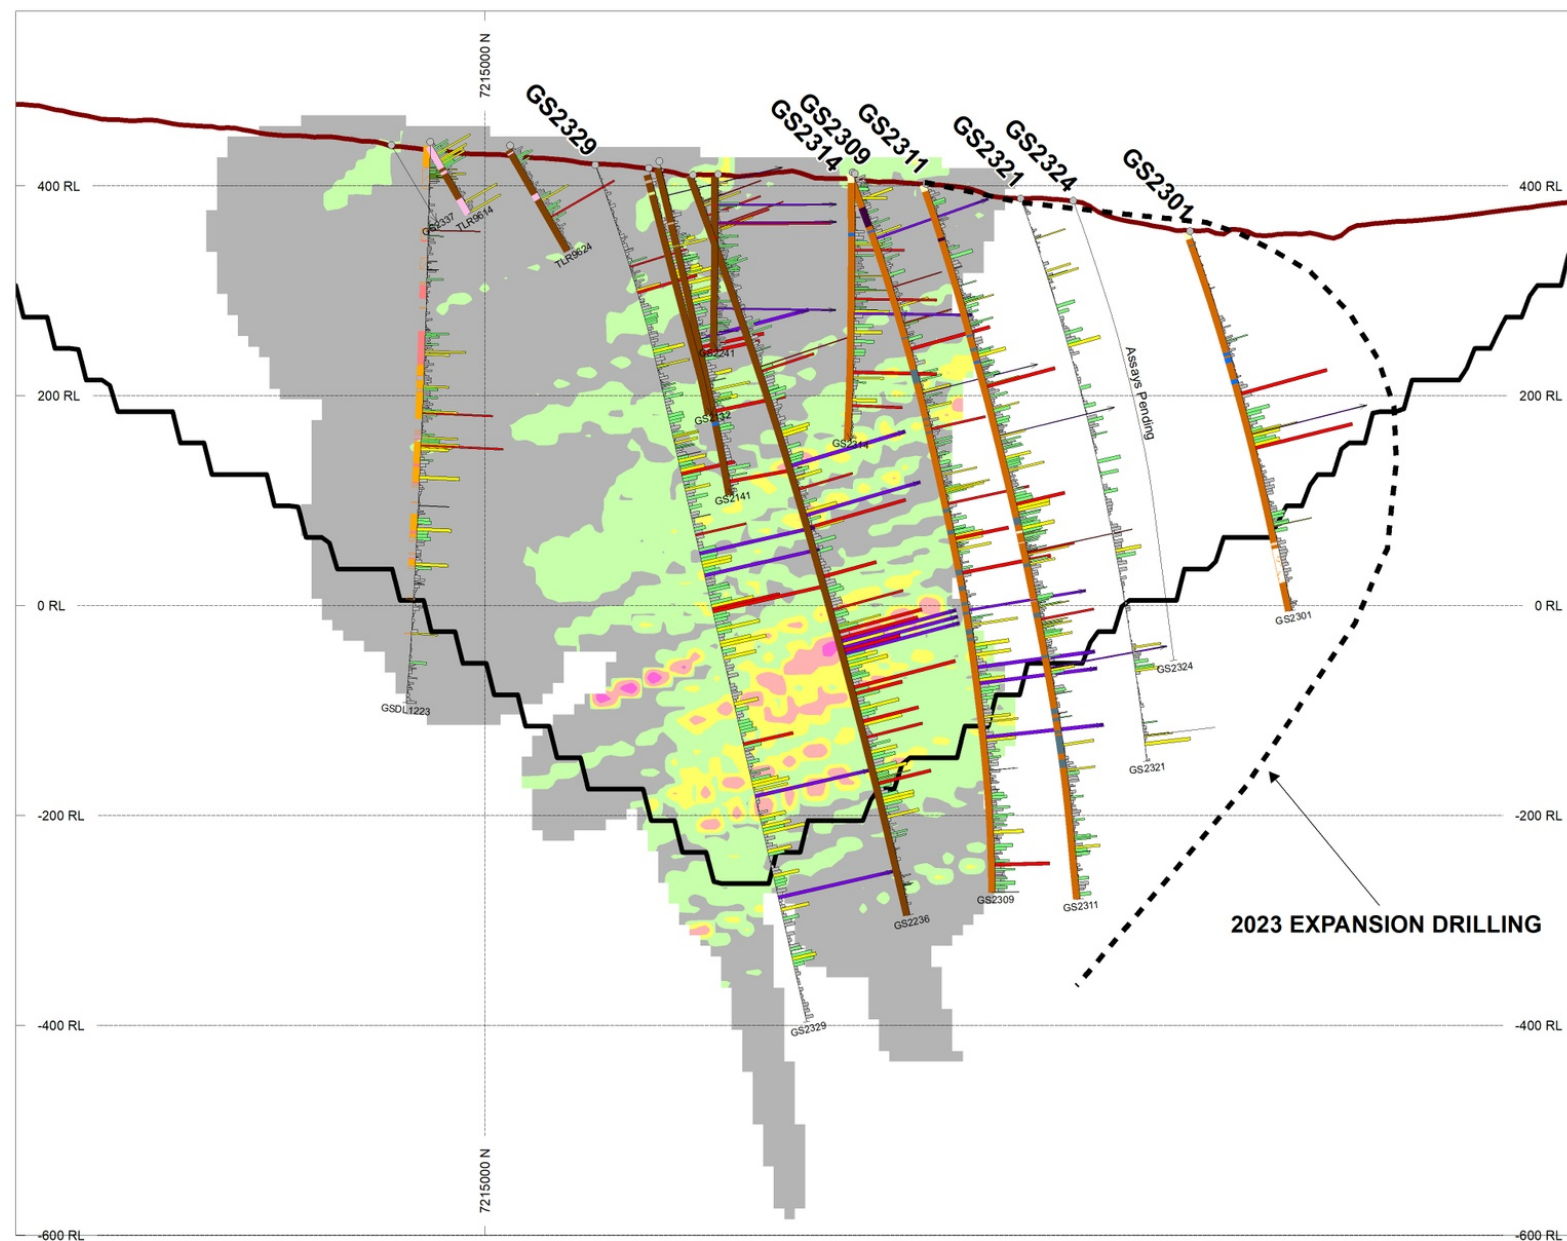 7215000 N
GS2329
GS2314
GS2309
GS2311
GS2321
GS2324
GS2301
400 RL
400 RL
GS2337
TLR9614
TLR9624
GS2241
Assays Pending
200 RL
200 RL
GS2132
GS2314
GS2141
0 RL
0 RL
GS2301
GS2324
GSDL1223
GS2321
-200 RL
-200 RL
GS2309
GS2311
GS2236
2023 EXPANSION DRILLING
-400 RL
-400 RL
GS2329
7215000 N
-600 RL
-600 RL